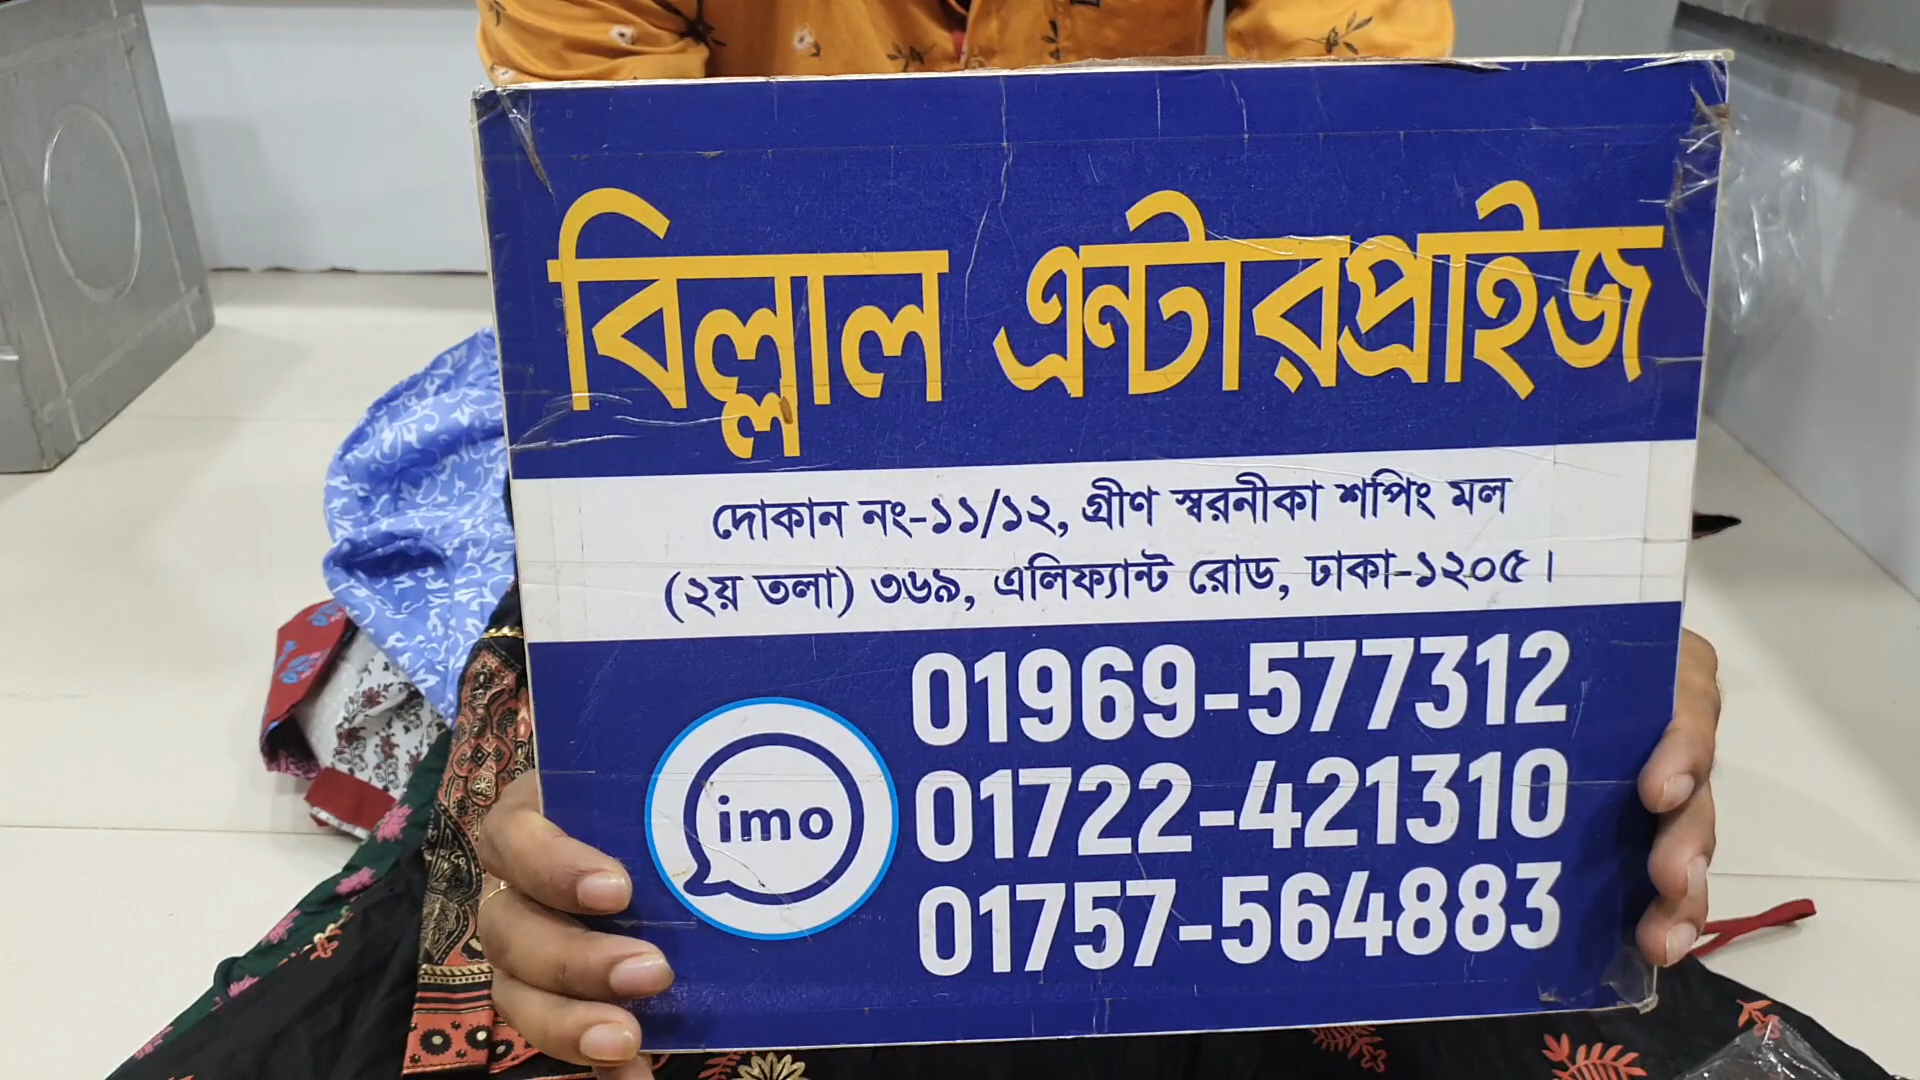 বিল্লাল এন্টারপ্রাইজ
দোকান নং-১১/১২, গ্রীণ স্বরনীকা শপিং মল
(২য় তলা) ৩৬৯, এলিফ্যান্ট রোড, ঢাকা-১২০৫।
01969-577312
imo
01722-421310
01757-564883